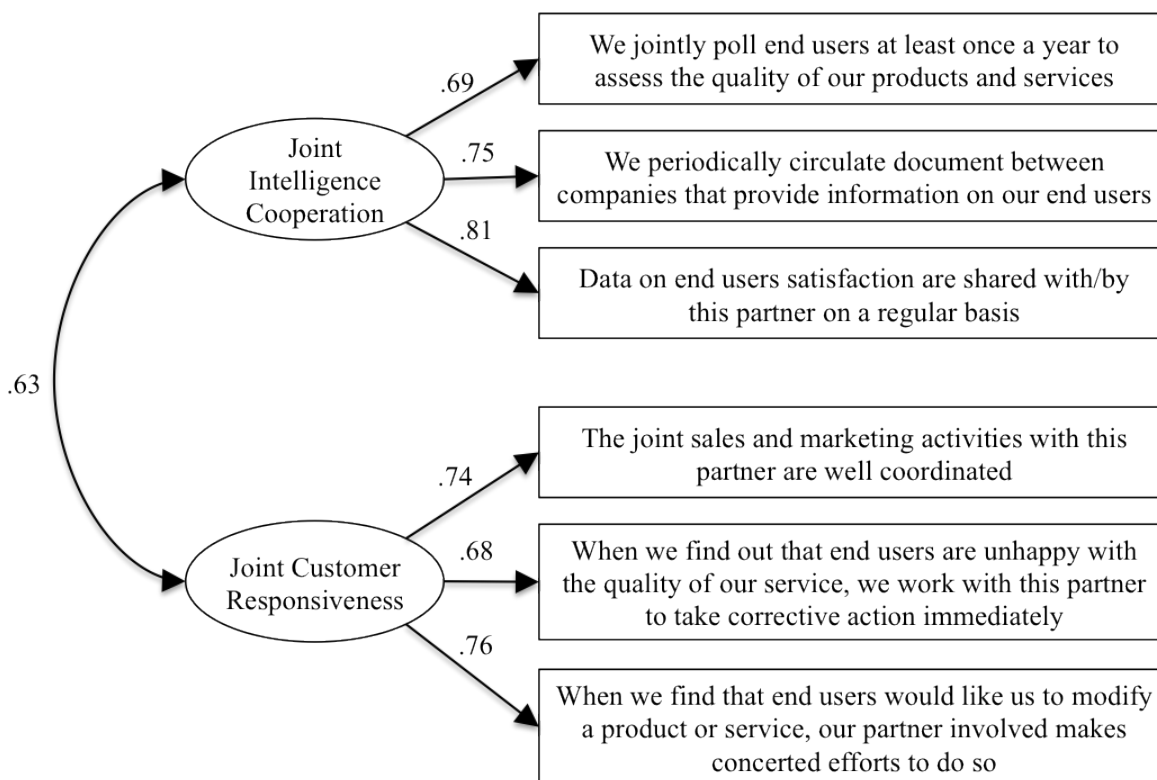 We jointly poll end users at least once a year to
assess the quality of our products and services
.69
Joint
Intelligence
Cooperation
.75
We periodically circulate document between
companies that provide information on our end users
.81
Data on end users satisfaction are shared with/by
this partner on a regular basis
.63
The joint sales and marketing activities with this
partner are well coordinated
.74
Joint Customer
Responsiveness
.68
When we find out that end users are unhappy with
the quality of our service, we work with this partner
to take corrective action immediately
.76
When we find that end users would like us to modify
a product or service, our partner involved makes
concerted efforts to do so